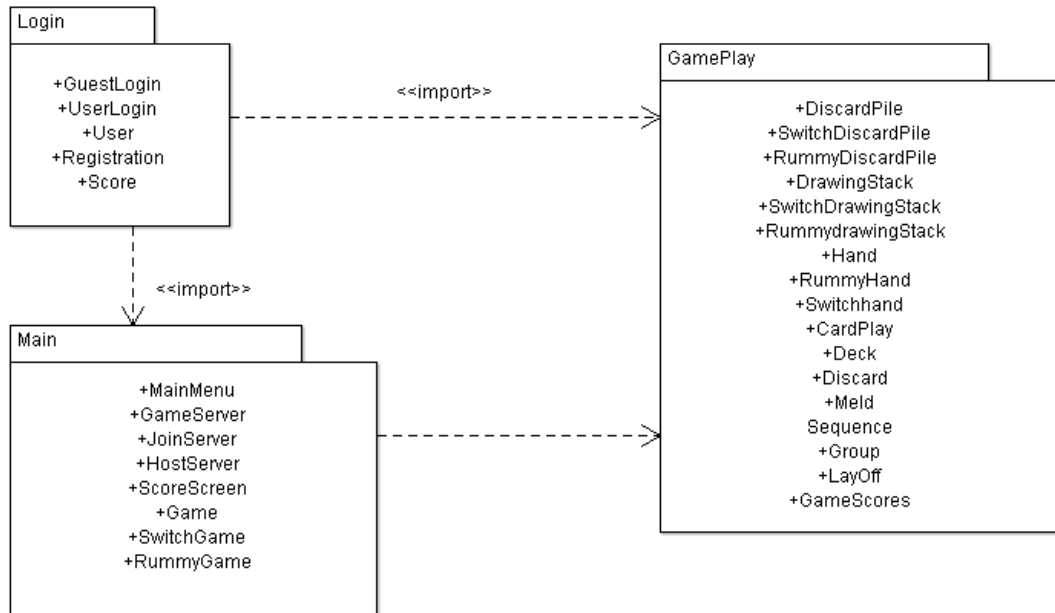 Login
+GuestLogin
+UserLogin
+User
+Registration
+Score
<<import>>
<<import>>
GamePlay
+DiscardPile
+SwitchDiscardPile
+RummyDiscardPile
+DrawingStack
+SwitchDrawingStack
+RummydrawingStack
+Hand
+RummyHand
+Switchhand
+CardPlay
+Deck
+Discard
+Meld
Sequence
+Group
+LayOff
+GameScores
Main
+MainMenu
+GameServer
+JoinServer
+HostServer
+ScoreScreen
+Game
+SwitchGame
+RummyGame